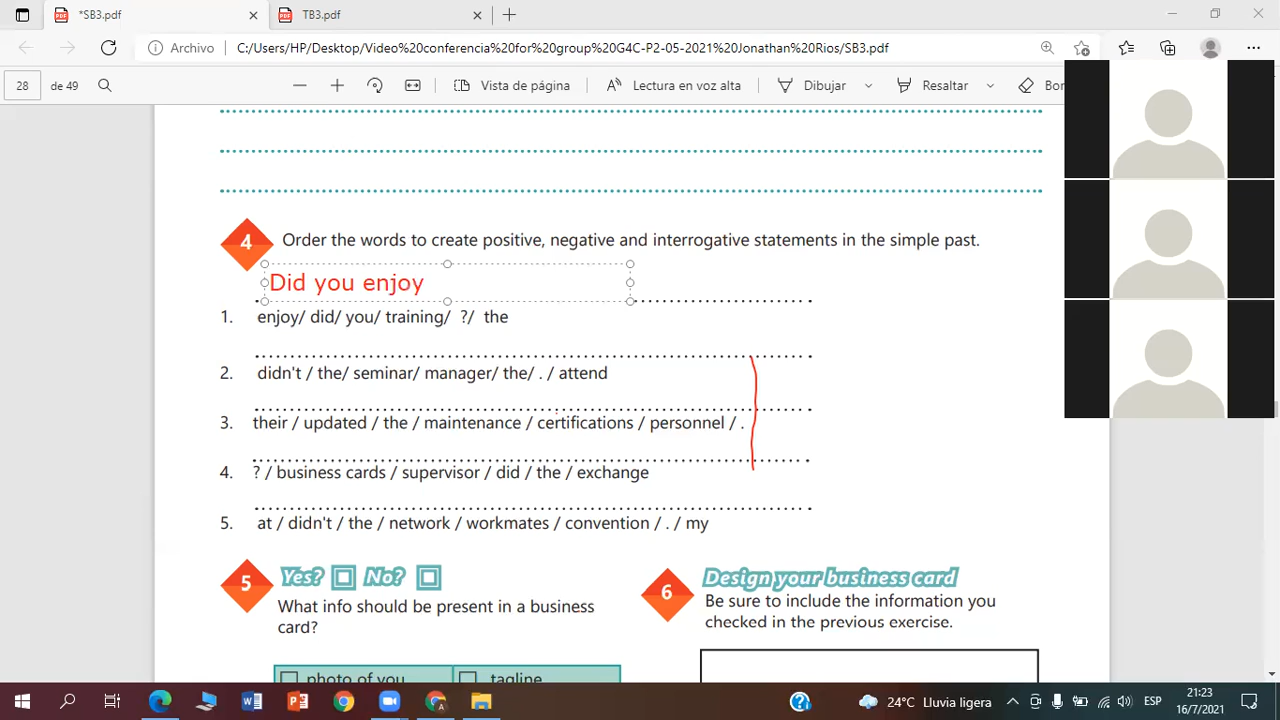 *SB3.pdf
TB3.pdf
Archivo
C:/Users/HP/Desktop/Video%20conferencia%20for%20group%20G4C-P2-05-2021%20Jonathan%20Rios/SB3.pdf
28 de 49
Vista de página
Lectura en voz alta
Dibujar
Resaltar
Bor
4 Order the words to create positive, negative and interrogative statements in the simple past.
Did you enjoy
1. enjoy/ did/ you/ training/ ?/ the
2. didn't / the/ seminar/ manager/ the/ . / attend
3. their / updated / the / maintenance / certifications / personnel / .
4. ? / business cards / supervisor / did / the / exchange
5. at / didn't / the / network / workmates / convention / . / my
5 Yes? No?
What info should be present in a business
card?
photo of you
tagline
6 Design your business card
Be sure to include the information you
checked in the previous exercise.
24°C Lluvia ligera
ESP
21:23
16/7/2021